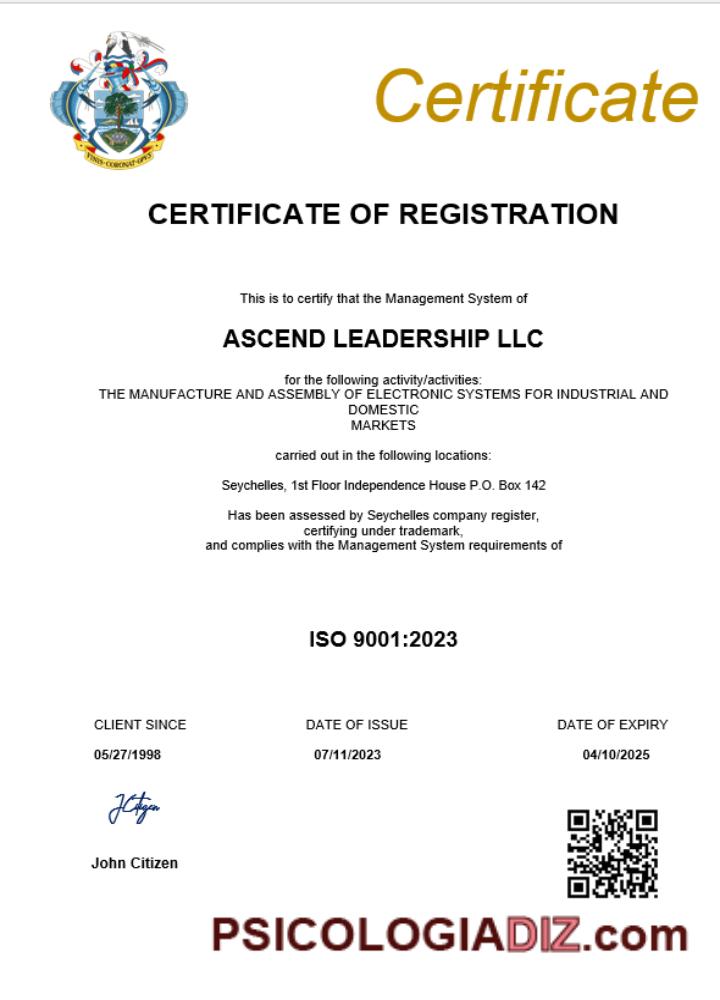 Certificate
FINIS·CORONAT·OPVS
CERTIFICATE OF REGISTRATION
This is to certify that the Management System of
ASCEND LEADERSHIP LLC
for the following activity/activities:
THE MANUFACTURE AND ASSEMBLY OF ELECTRONIC SYSTEMS FOR INDUSTRIAL AND
DOMESTIC
MARKETS
carried out in the following locations:
Seychelles, 1st Floor Independence House P.O. Box 142
Has been assessed by Seychelles company register,
certifying under trademark,
and complies with the Management System requirements of
ISO 9001:2023
CLIENT SINCE DATE OF ISSUE DATE OF EXPIRY
05/27/1998 07/11/2023 04/10/2025
JCitizen
John Citizen
PSICOLOGIADIZ.com